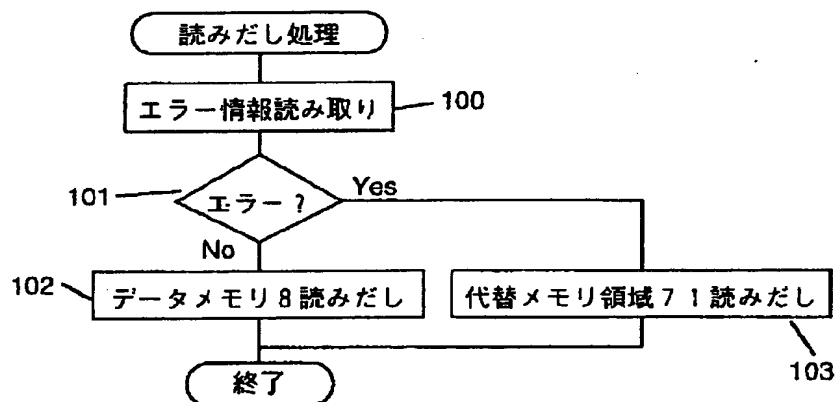 読みだし処理
エラー情報読み取り
100
101
エラー?
Yes
No
102
データメモリ8読みだし
代替メモリ領域71読みだし
103
終了